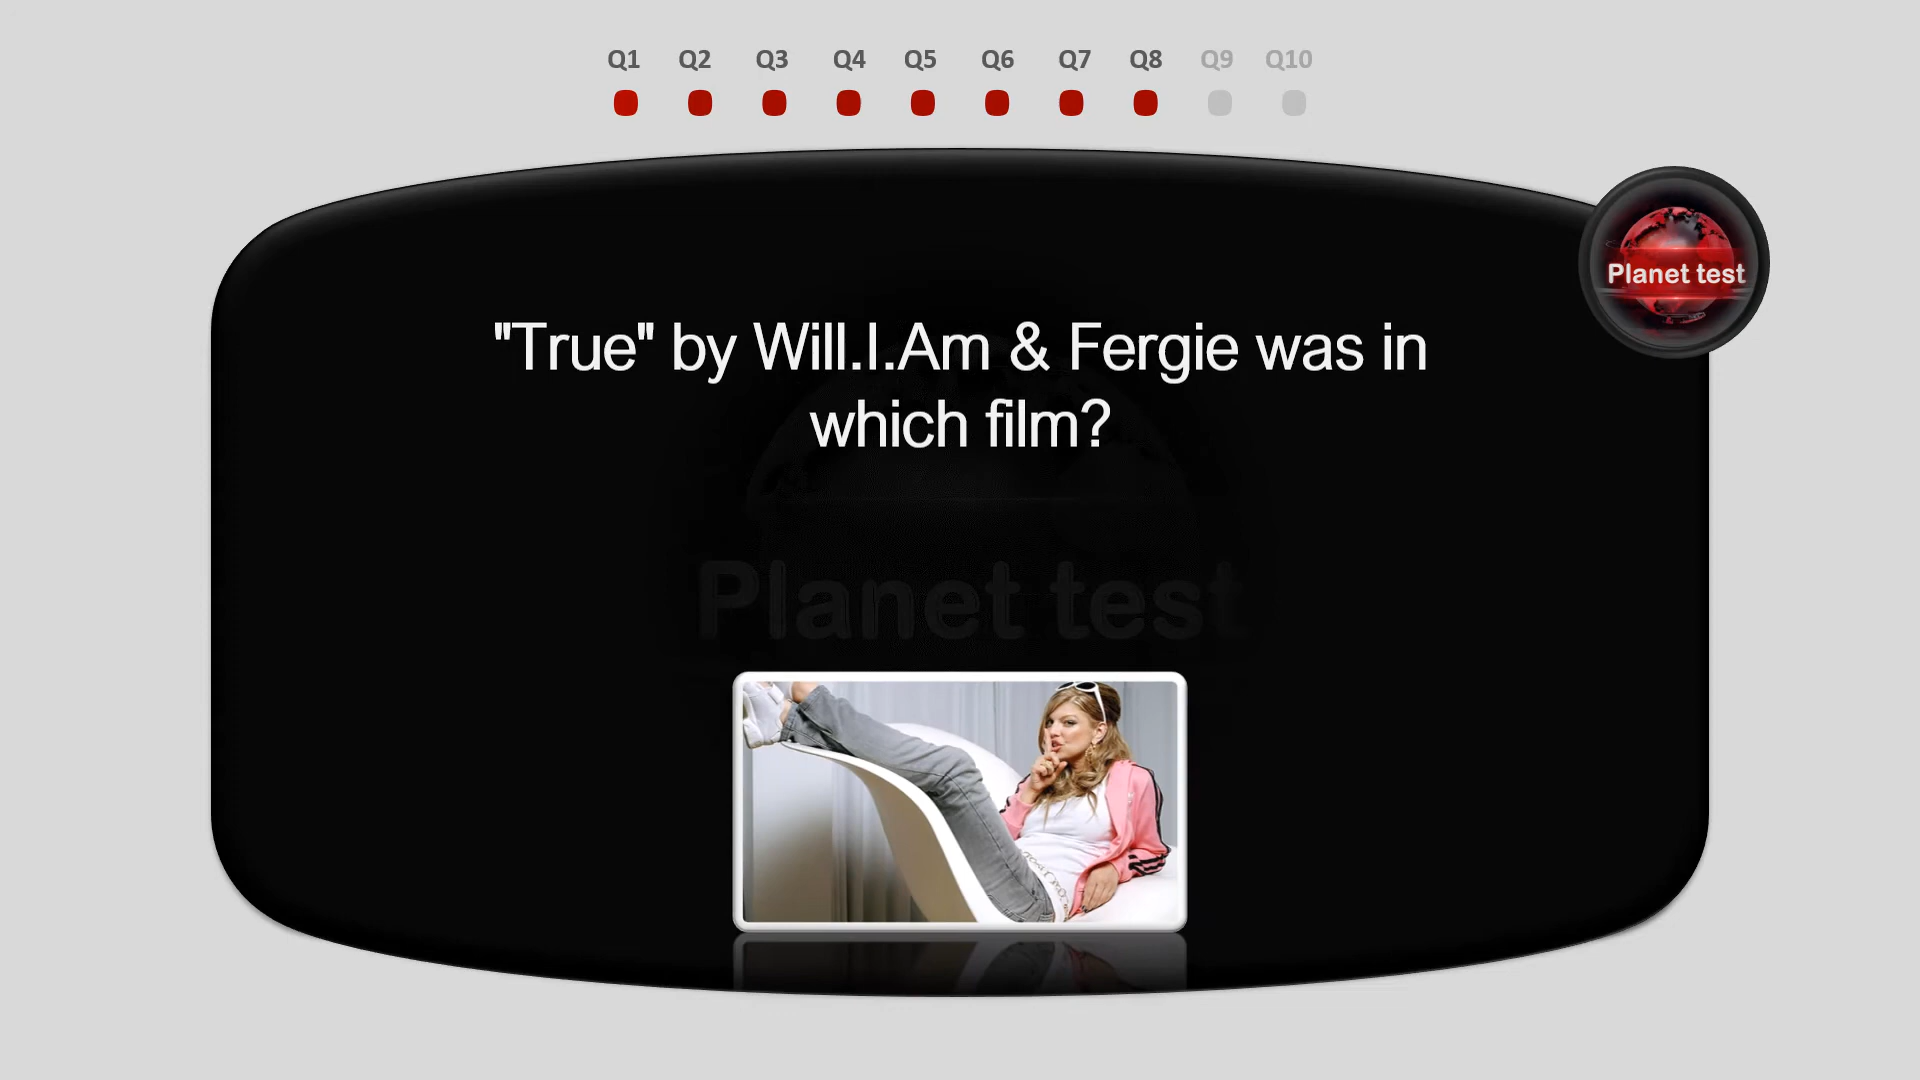 Q1 Q2 Q3 Q4 Q5 Q6 Q7 Q8 Q9 Q10
Planet test
"True" by Will.I.Am & Fergie was in
which film?
Planet test